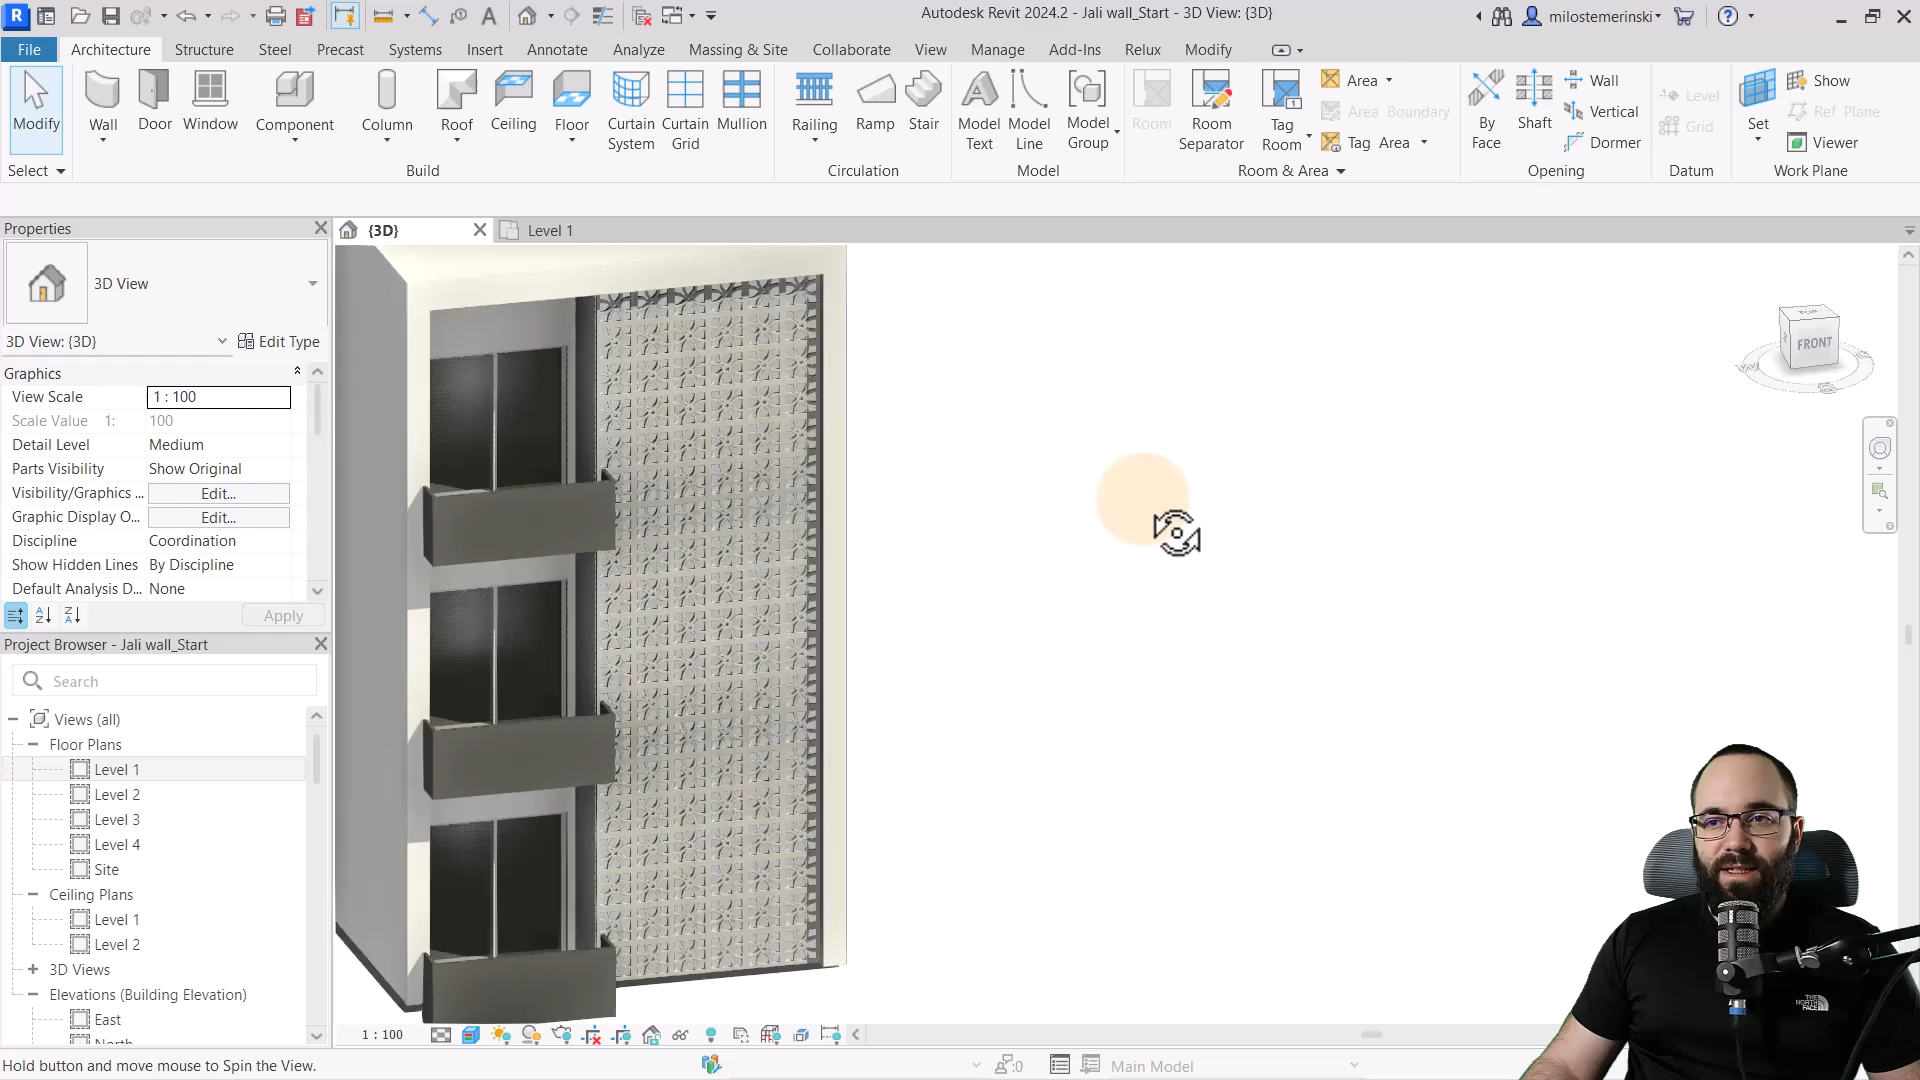 Autodesk Revit 2024.2 - Jali wall_Start - 3D View: {3D}
milostemerinski
File Architecture Structure Steel Precast Systems Insert Annotate Analyze Massing & Site Collaborate View Manage Add-Ins Relux Modify
Modify
Wall
Door
Window
Component
Column
Roof
Ceiling
Floor
Curtain System
Curtain Grid
Mullion
Railing
Ramp
Stair
Model Text
Model Line
Model Group
Room
Room Separator
Tag Room
Area
Area Boundary
Tag Area
By Face
Shaft
Wall
Vertical
Dormer
Level
Grid
Set
Show
Ref Plane
Viewer
Select Build Circulation Model Room & Area Opening Datum Work Plane
Properties
{3D}
Level 1
3D View
3D View: {3D} Edit Type
Graphics
View Scale 1 : 100
Scale Value 1: 100
Detail Level Medium
Parts Visibility Show Original
Visibility/Graphics ... Edit...
Graphic Display O... Edit...
Discipline Coordination
Show Hidden Lines By Discipline
Default Analysis D... None
Apply
Project Browser - Jali wall_Start
Search
Views (all)
Floor Plans
Level 1
Level 2
Level 3
Level 4
Site
Ceiling Plans
Level 1
Level 2
3D Views
Elevations (Building Elevation)
East
TOP
FRONT
THE NORTH FACE
1 : 100
Hold button and move mouse to Spin the View.
:0
Main Model